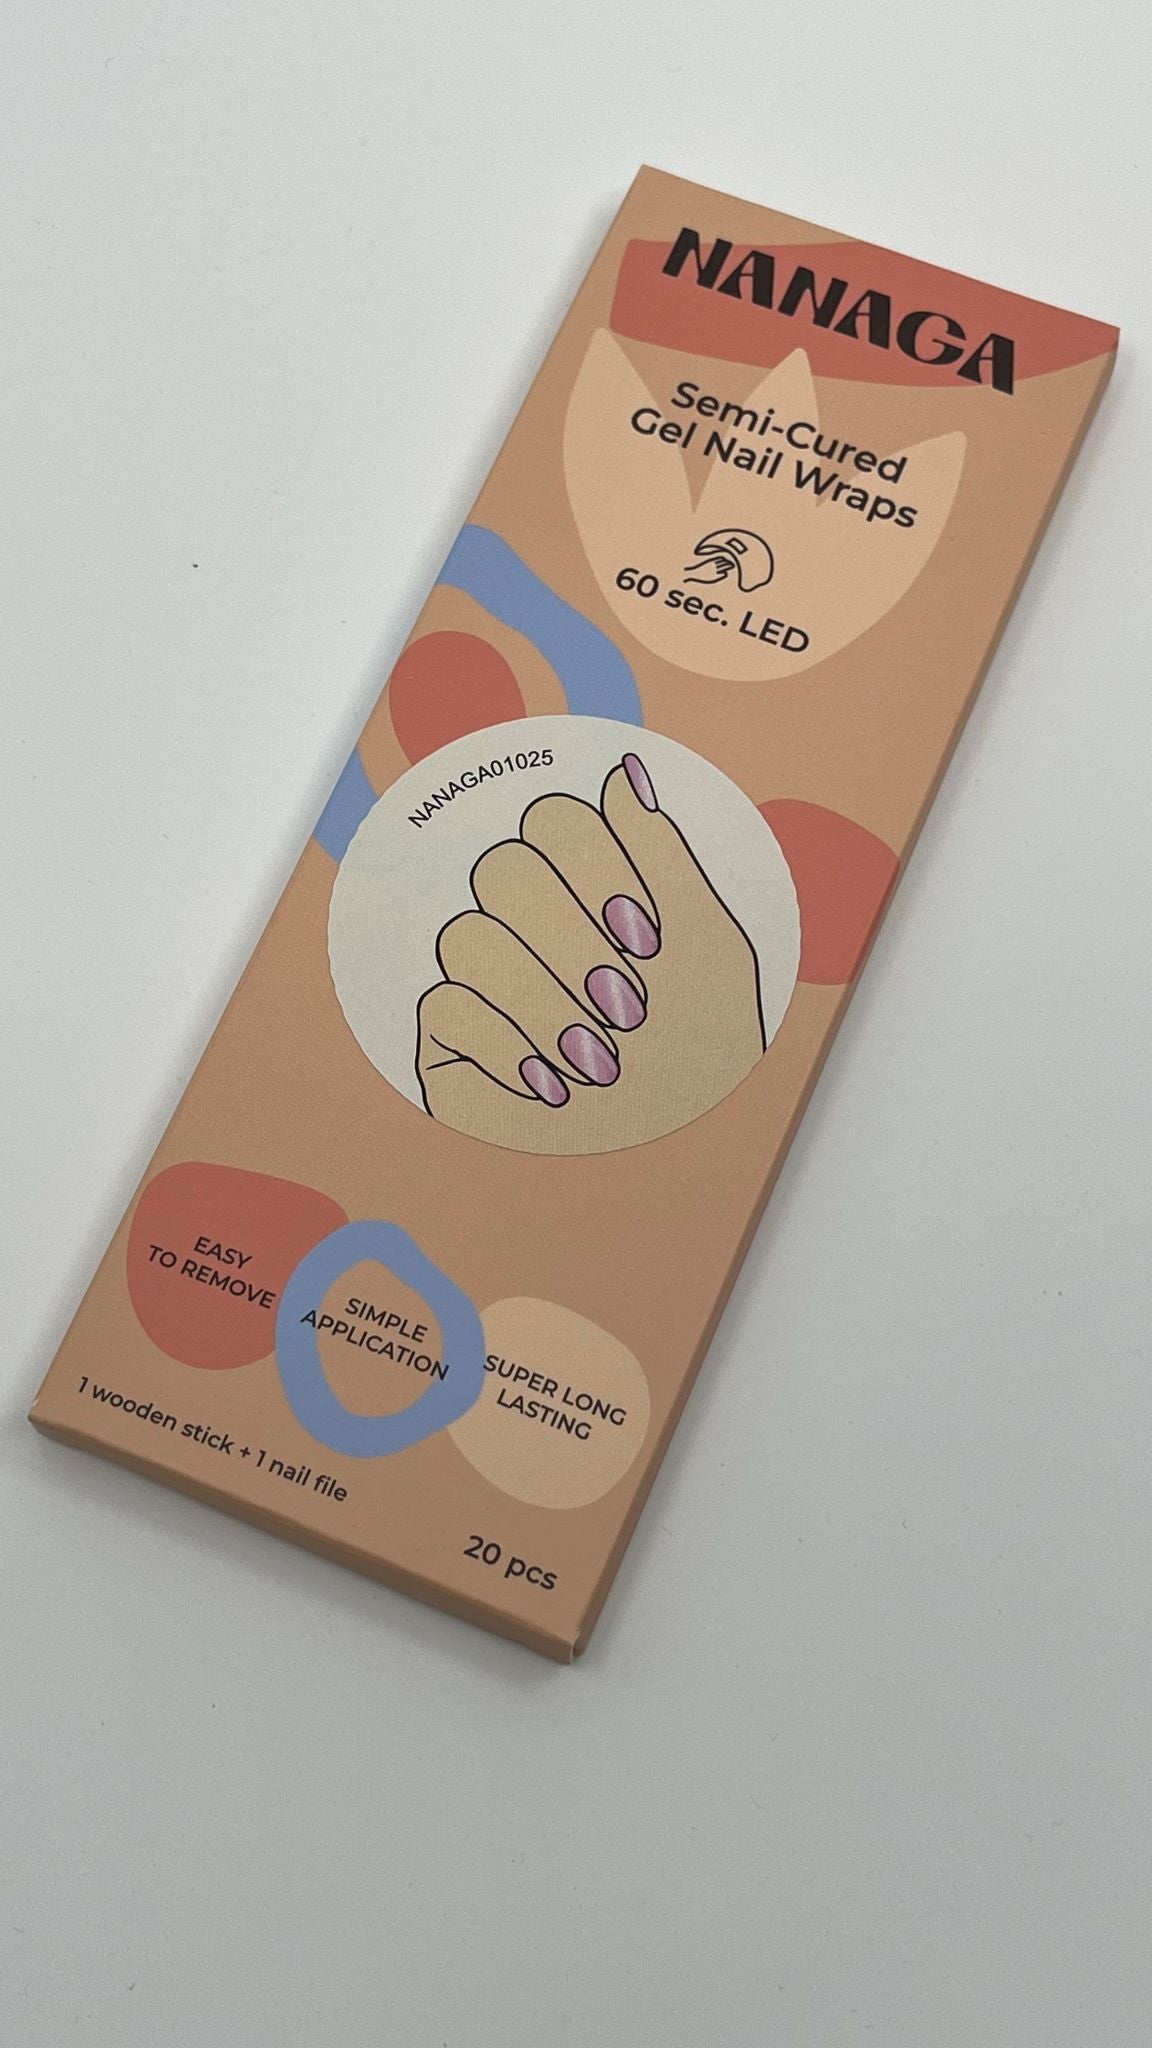 NANAGA
Semi-Cured
Gel Nail Wraps
60 sec. LED
NANAGA01025
EASY
TO REMOVE
SIMPLE
APPLICATION
SUPER LONG
LASTING
1 wooden stick + 1 nail file
20 pcs